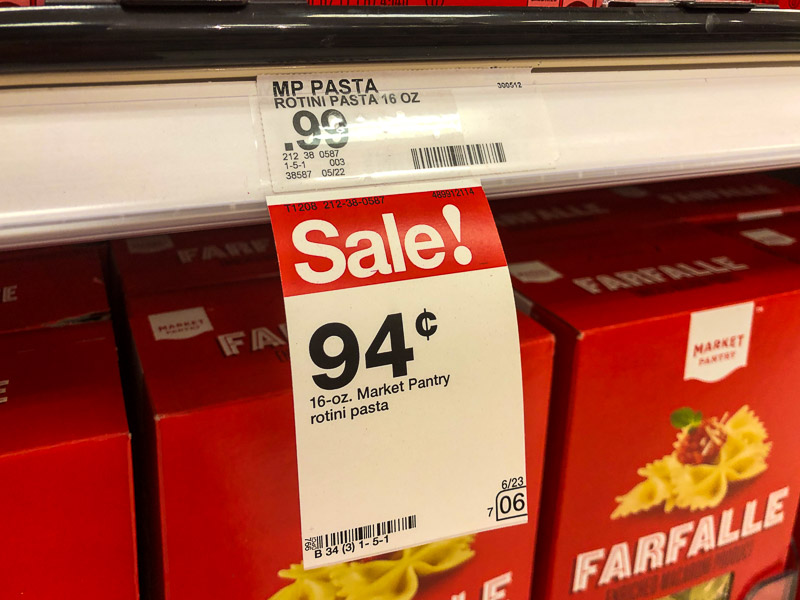 MP PASTA
300512
ROTINI PASTA 16 OZ
.99
212 38 0587
1-5-1 003
38587 05/22
11208 212-38-0587 489912114
Sale!
94¢
16-oz. Market Pantry
rotini pasta
6/23
7 06
B 34 (3) 1- 5-1
FARFALLE
MARKET
PANTRY
FA
FARFALLE
MARKET
PANTRY
FARFALLE
LE